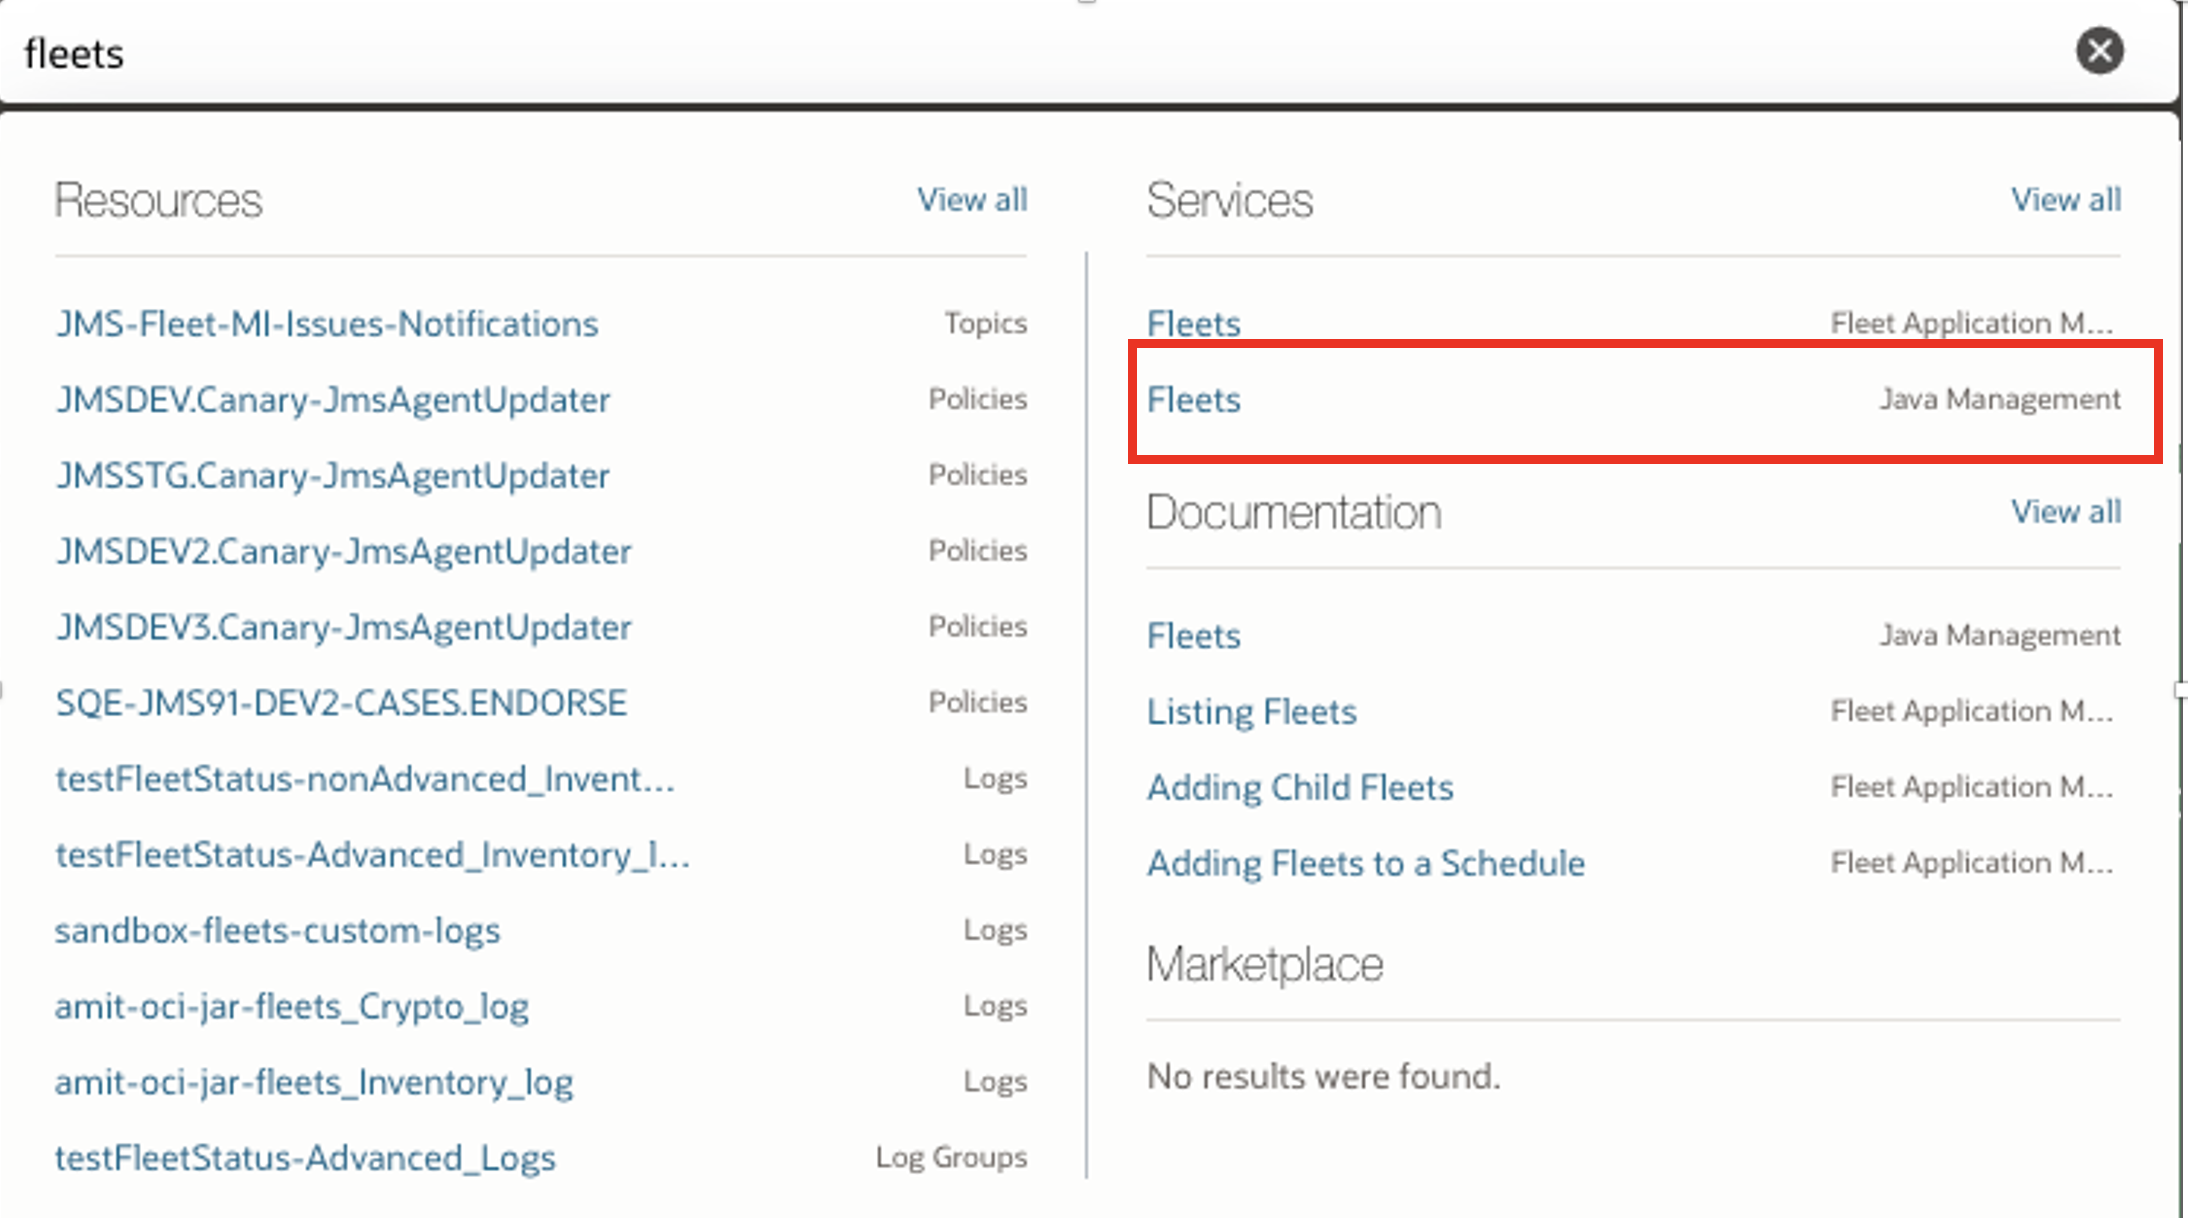 fleets
Resources View all
JMS-Fleet-MI-Issues-Notifications Topics
JMSDEV.Canary-JmsAgentUpdater Policies
JMSSTG.Canary-JmsAgentUpdater Policies
JMSDEV2.Canary-JmsAgentUpdater Policies
JMSDEV3.Canary-JmsAgentUpdater Policies
SQE-JMS91-DEV2-CASES.ENDORSE Policies
testFleetStatus-nonAdvanced_Invent... Logs
testFleetStatus-Advanced_Inventory_l... Logs
sandbox-fleets-custom-logs Logs
amit-oci-jar-fleets_Crypto_log Logs
amit-oci-jar-fleets_Inventory_log Logs
testFleetStatus-Advanced_Logs Log Groups
Services View all
Fleets Fleet Application M...
Fleets Java Management
Documentation View all
Fleets Java Management
Listing Fleets Fleet Application M...
Adding Child Fleets Fleet Application M...
Adding Fleets to a Schedule Fleet Application M...
Marketplace
No results were found.